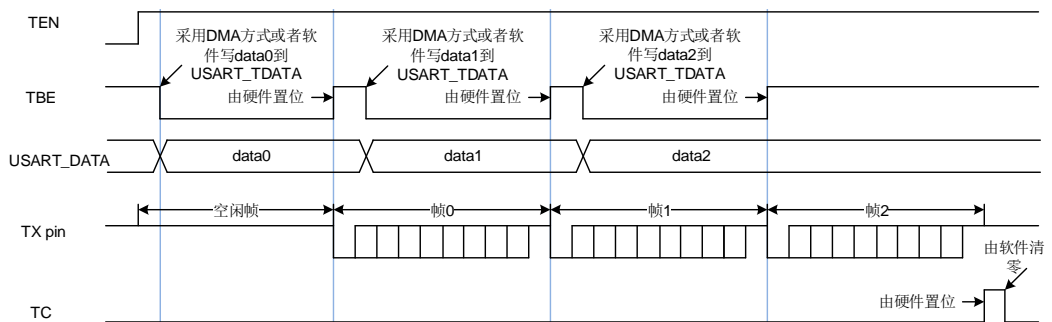 TEN
采用DMA方式或者软
件写data0到
USART_TDATA
采用DMA方式或者软
件写data1到
USART_TDATA
采用DMA方式或者软
件写data2到
USART_TDATA
TBE
由硬件置位
由硬件置位
由硬件置位
USART_DATA
data0
data1
data2
空闲帧
帧0
帧1
帧2
TX pin
由软件清
零
由硬件置位
TC